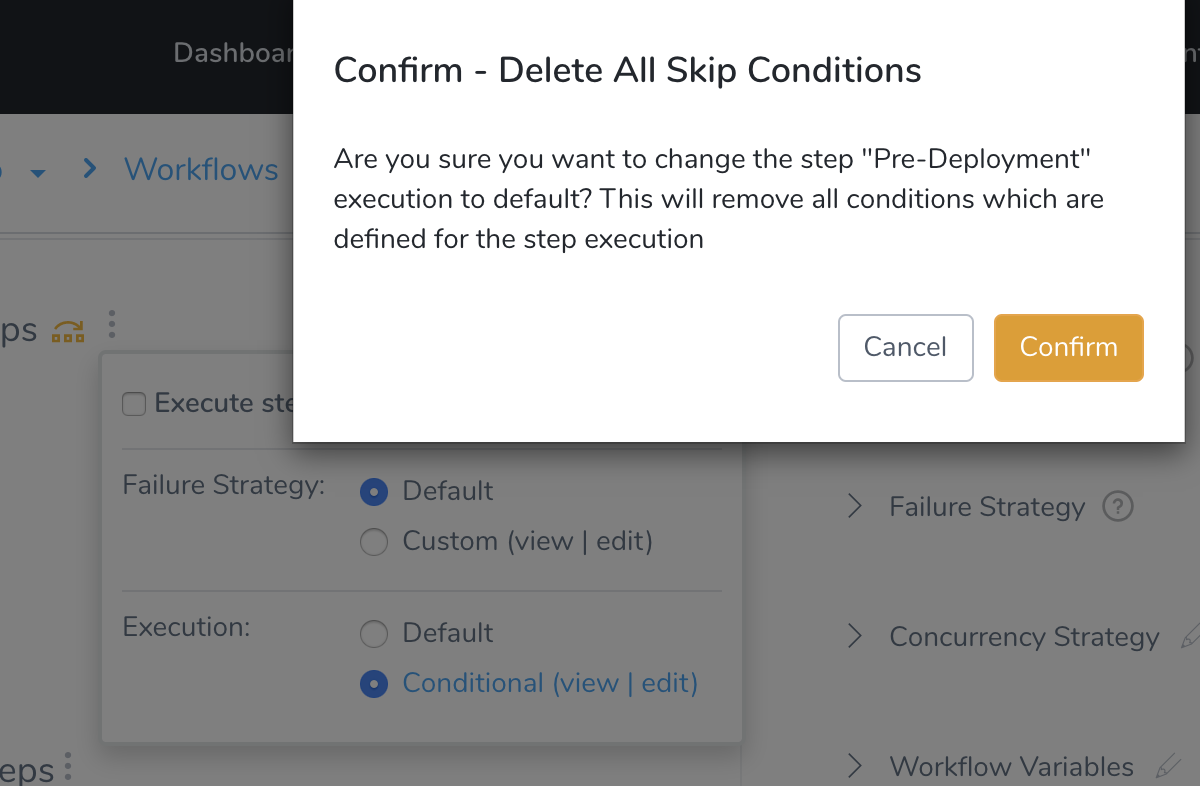 Dashboar
Confirm - Delete All Skip Conditions
Are you sure you want to change the step "Pre-Deployment"
execution to default? This will remove all conditions which are
defined for the step execution
Cancel
Confirm
Workflows
ps
Execute ste
Failure Strategy:
Default
Custom (view | edit)
Execution:
Default
Conditional (view | edit)
eps
Failure Strategy ?
Concurrency Strategy
Workflow Variables